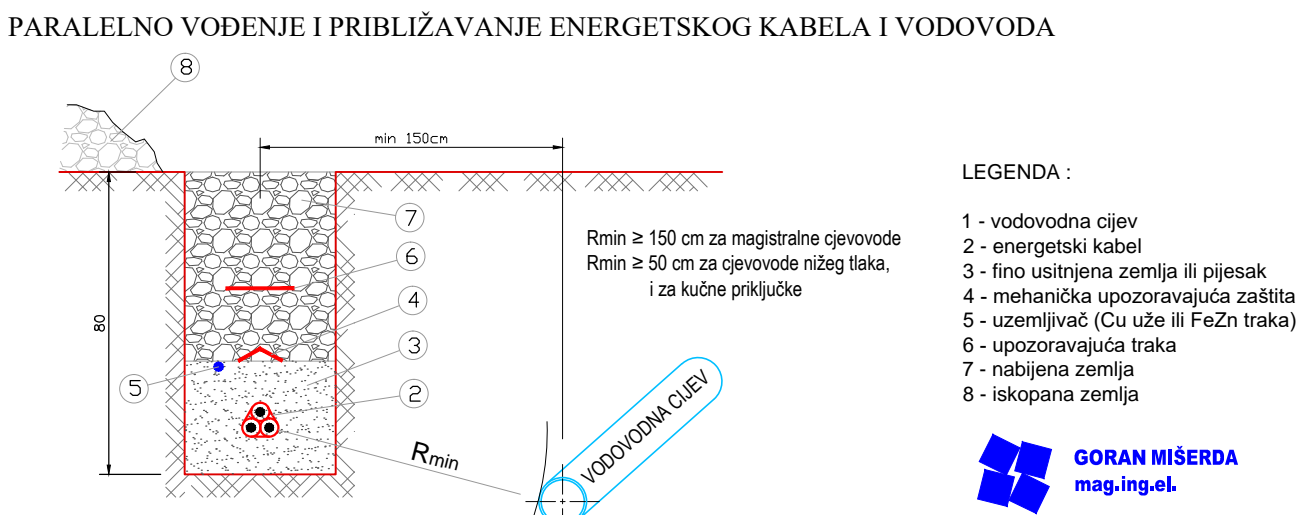 PARALELNO VOĐENJE I PRIBLIŽAVANJE ENERGETSKOG KABELA I VODOVODA
8
min 150cm
7
6
4
3
5
2
80
Rmin ≥ 150 cm za magistralne cjevovode
Rmin ≥ 50 cm za cjevovode nižeg tlaka,
i za kučne priključke
Rmin
VODOVODNA CIJEV
LEGENDA :
1 - vodovodna cijev
2 - energetski kabel
3 - fino usitnjena zemlja ili pijesak
4 - mehanička upozoravajuća zaštita
5 - uzemljivač (Cu uže ili FeZn traka)
6 - upozoravajuća traka
7 - nabijena zemlja
8 - iskopana zemlja
GORAN MIŠERDA
mag.ing.el.